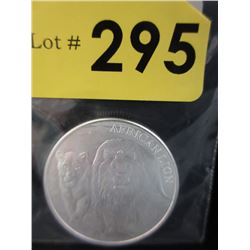 Lot # 295
AFRICAN LION